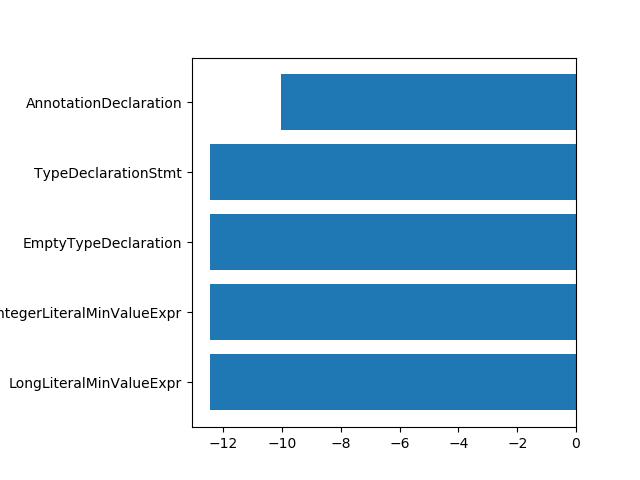 AnnotationDeclaration
TypeDeclarationStmt
EmptyTypeDeclaration
ntegerLiteralMinValueExpr
LongLiteralMinValueExpr
−12 −10 −8 −6 −4 −2 0